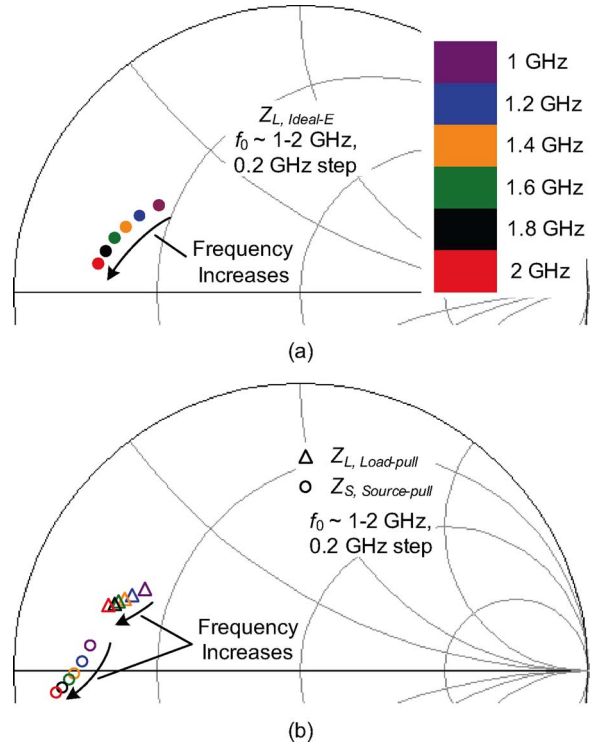 Z_L, Ideal-E
f_0 ~ 1-2 GHz,
0.2 GHz step
1 GHz
1.2 GHz
1.4 GHz
1.6 GHz
1.8 GHz
2 GHz
Frequency
Increases
(a)
Z_L, Load-pull
Z_S, Source-pull
f_0 ~ 1-2 GHz,
0.2 GHz step
Frequency
Increases
(b)